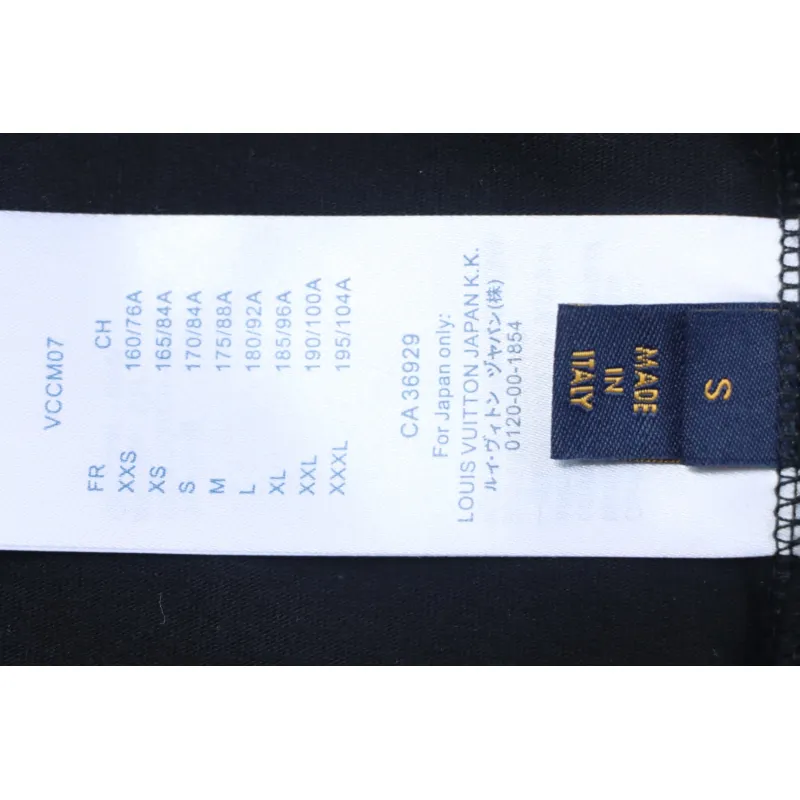 VCCM07
FR CH
XXS 160/76A
XS 165/84A
S 170/84A
M 175/88A
L 180/92A
XL 185/96A
XXL 190/100A
XXXL 195/104A
CA 36929
For Japan only:
LOUIS VUITTON JAPAN K.K.
ルイ・ヴィトン ジャパン(株)
0120-00-1854
MADE
IN
ITALY
S